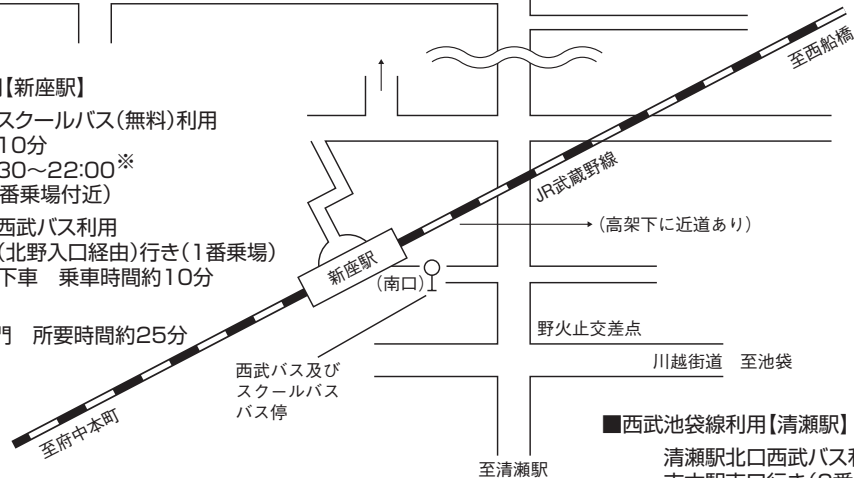 【新座駅】
スクールバス(無料)利用
10分
30〜22:00※
番乗場付近)
西武バス利用
(北野入口経由)行き(1番乗場)
下車　乗車時間約10分
門　所要時間約25分
至西船橋
JR武蔵野線
(高架下に近道あり)
新座駅
(南口)
野火止交差点
川越街道　至池袋
西武バス及び
スクールバス
バス停
至府中本町
至清瀬駅
■西武池袋線利用【清瀬駅】
清瀬駅北口西武バス利